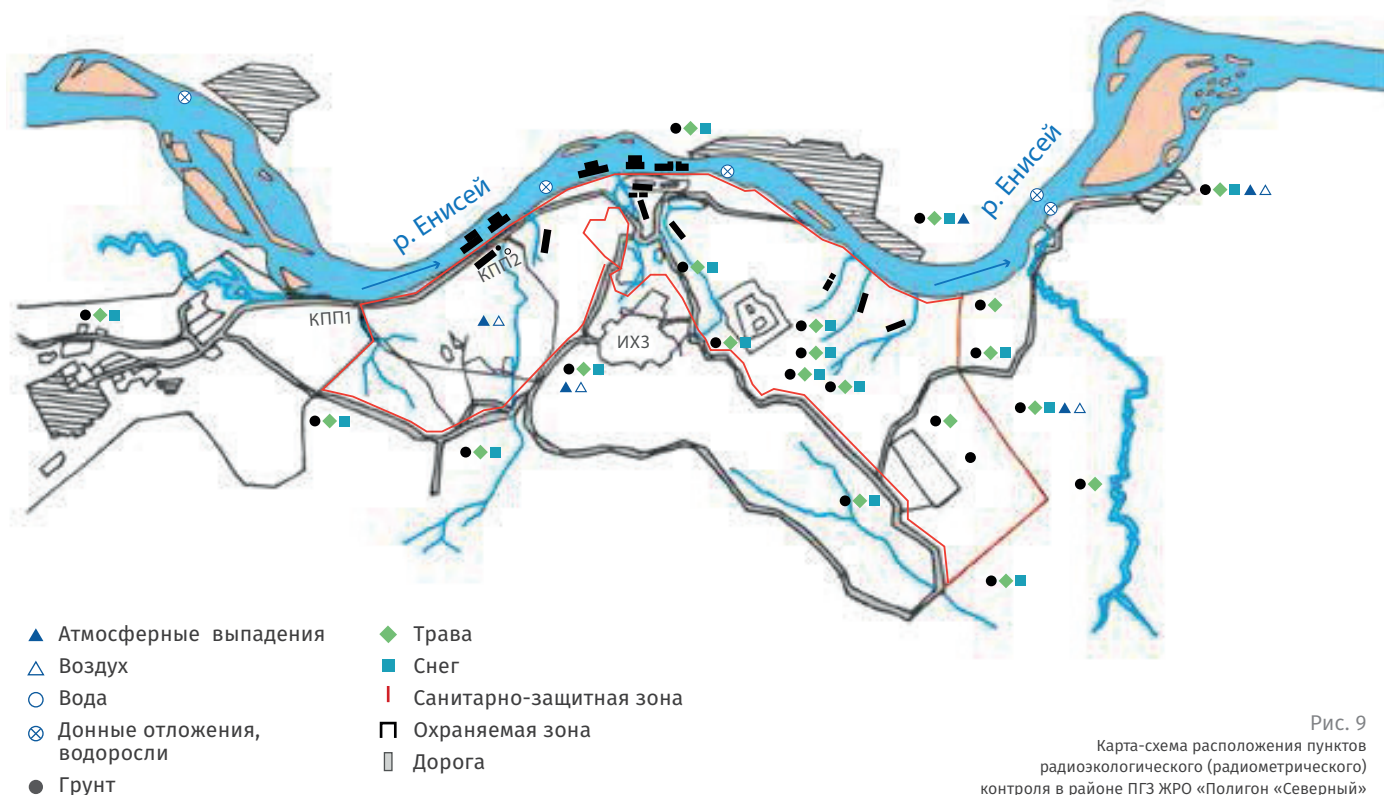 р. Енисей
р. Енисей
КПП2
КПП1
ИХЗ
Атмосферные выпадения
Воздух
Вода
Донные отложения,
водоросли
Грунт
Трава
Снег
Санитарно-защитная зона
Охраняемая зона
Дорога
Рис. 9
Карта-схема расположения пунктов
радиоэкологического (радиометрического)
контроля в районе ПГЗ ЖРО «Полигон «Северный»